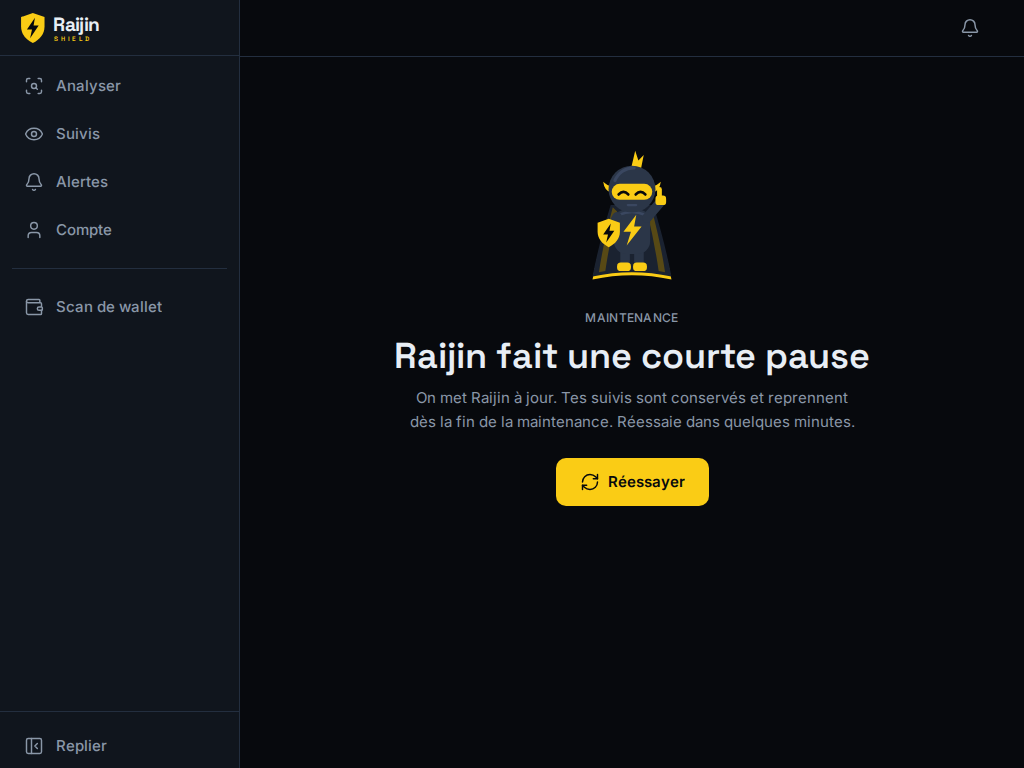 Raijin
SHIELD
Analyser
Suivis
Alertes
Compte
Scan de wallet
MAINTENANCE
Raijin fait une courte pause
On met Raijin à jour. Tes suivis sont conservés et reprennent
dès la fin de la maintenance. Réessaie dans quelques minutes.
Réessayer
Replier